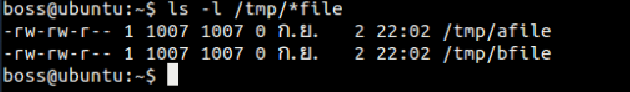 boss@ubuntu:~$ ls -l /tmp/*file
-rw-rw-r-- 1 1007 1007 0 ก.ย.   2 22:02 /tmp/afile
-rw-rw-r-- 1 1007 1007 0 ก.ย.   2 22:02 /tmp/bfile
boss@ubuntu:~$